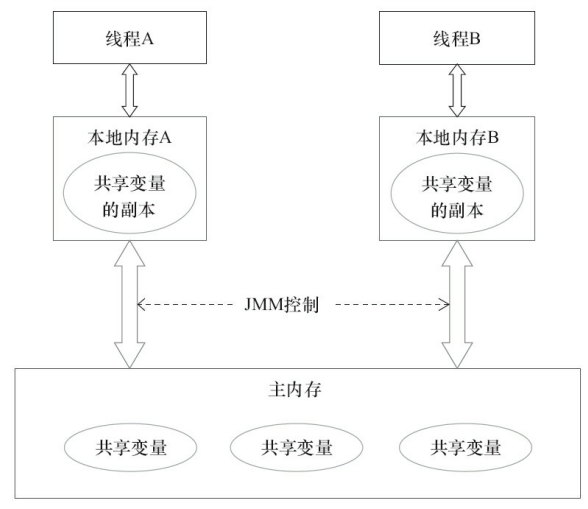 线程A
线程B
本地内存A
本地内存B
共享变量
的副本
共享变量
的副本
JMM控制
主内存
共享变量
共享变量
共享变量